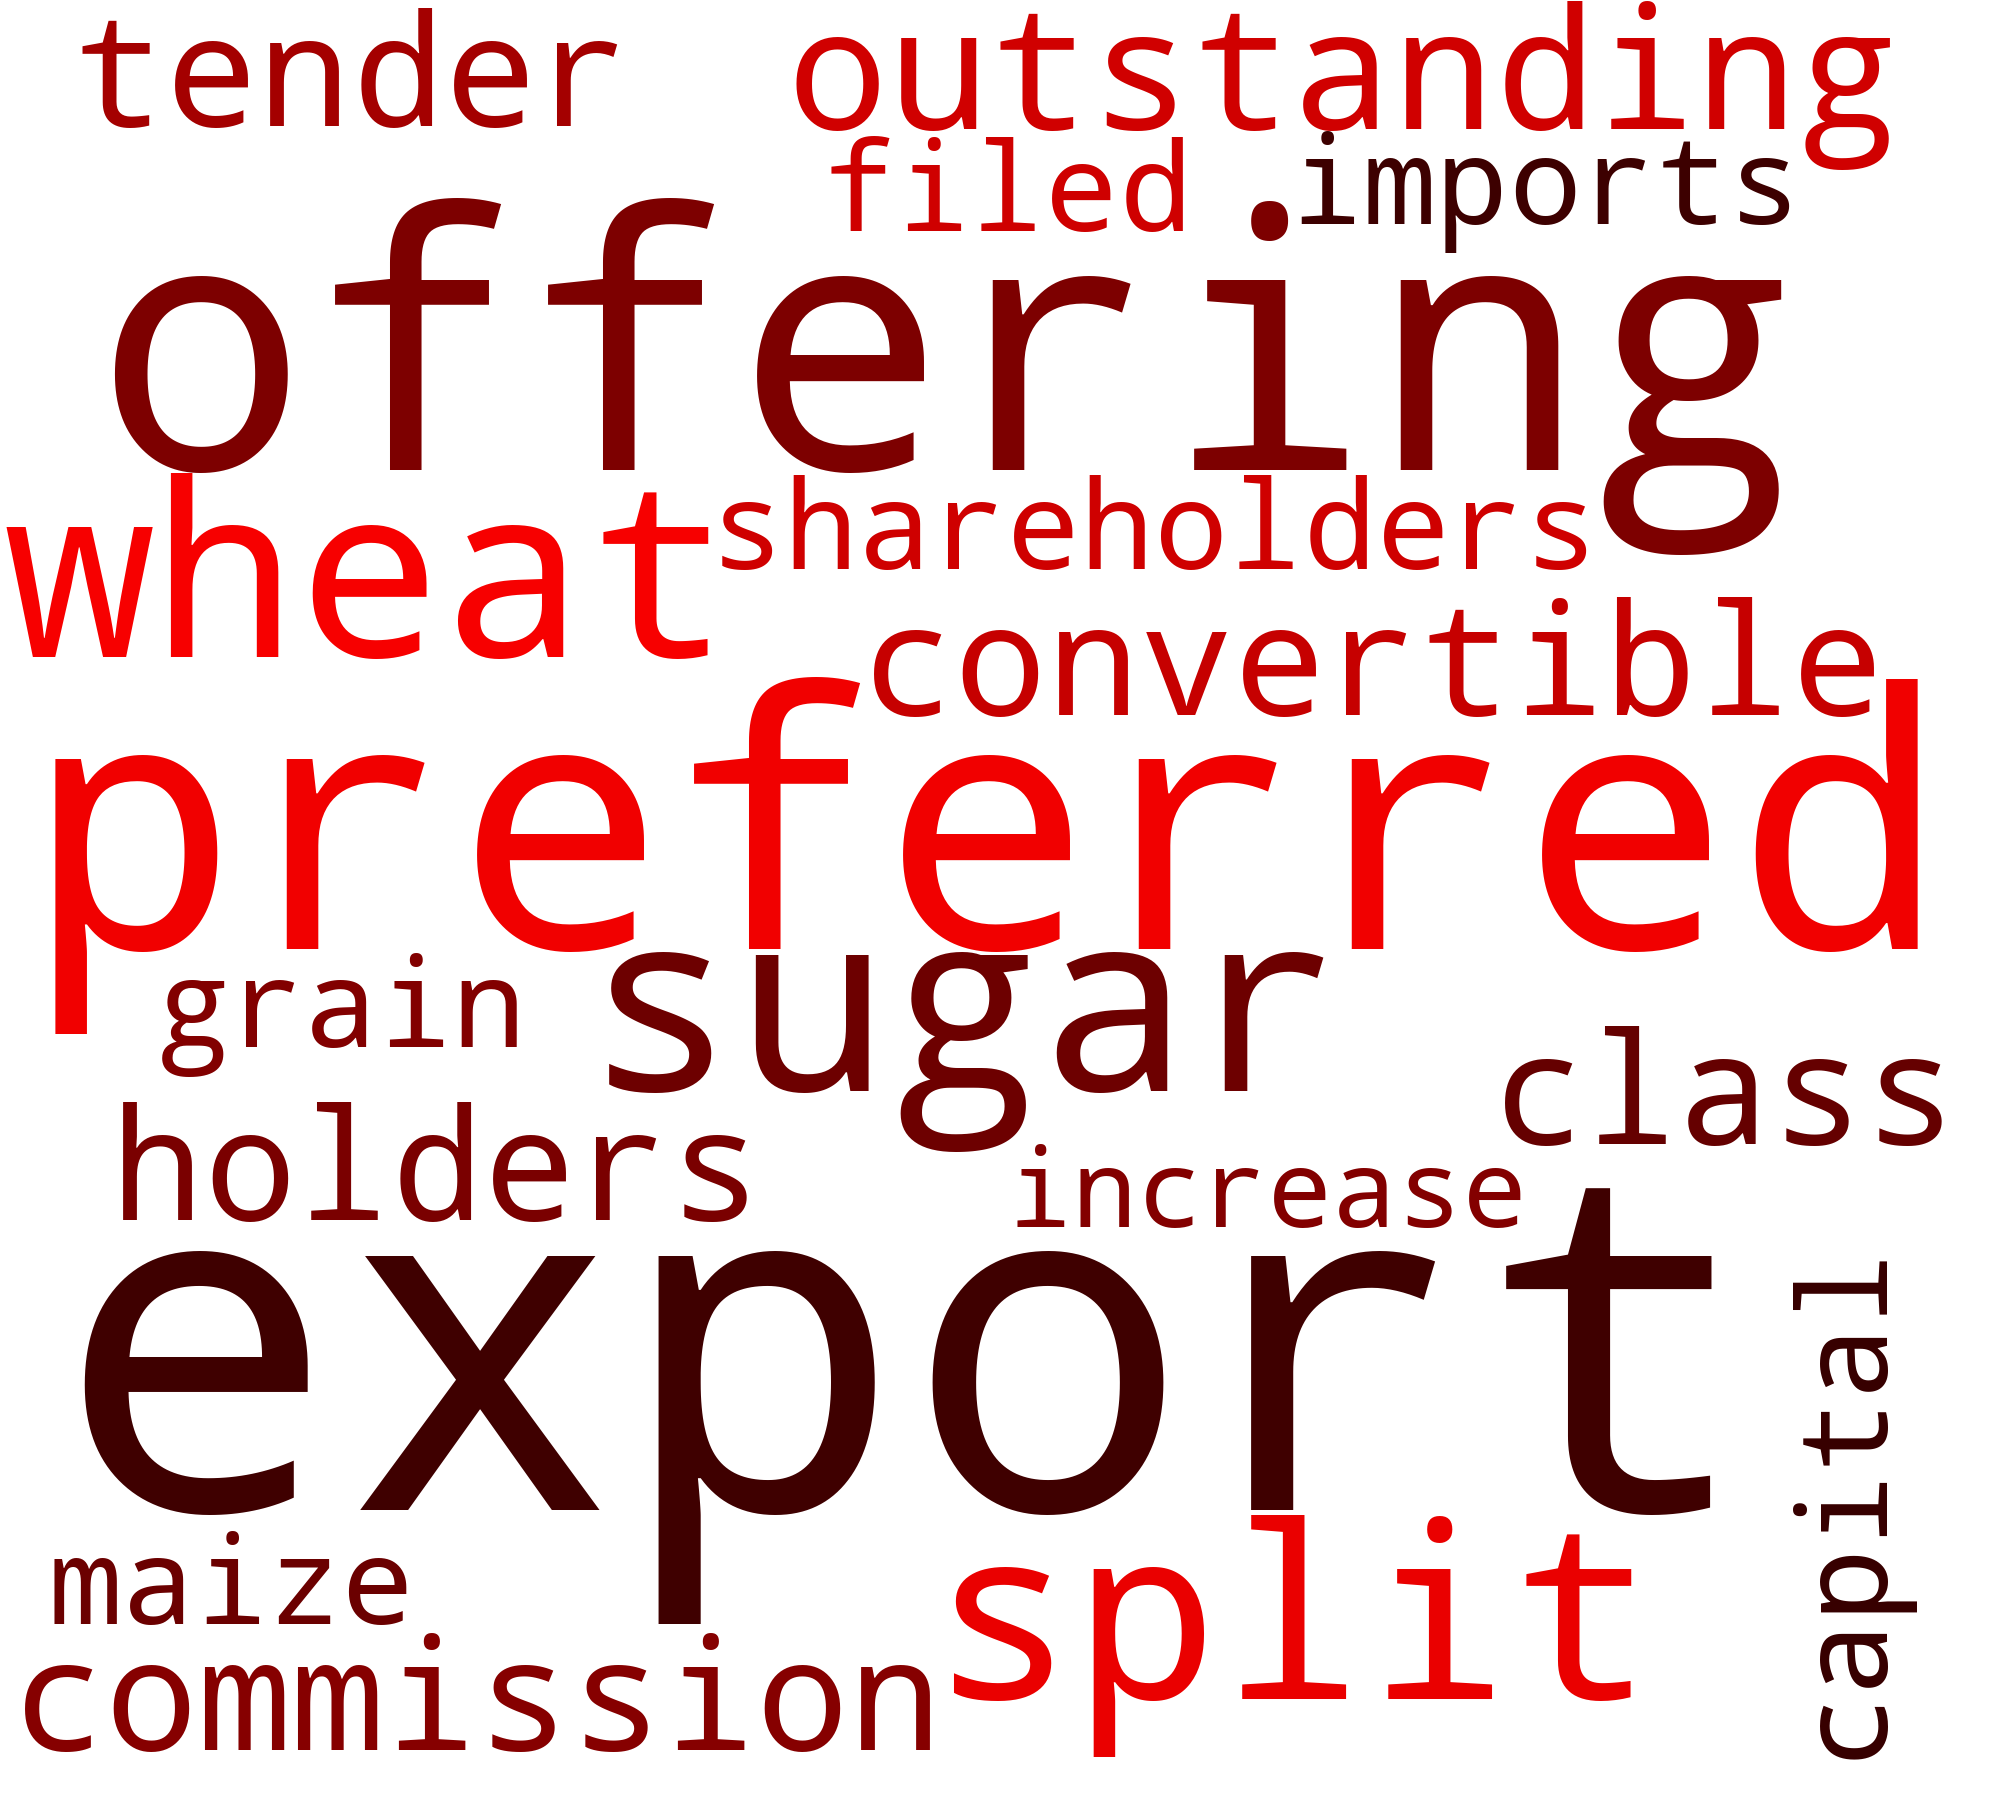 tender outstanding
filed imports
offering
wheat shareholders
convertible
preferred
grain sugar
class
holders
increase
export
capital
maize split
commission